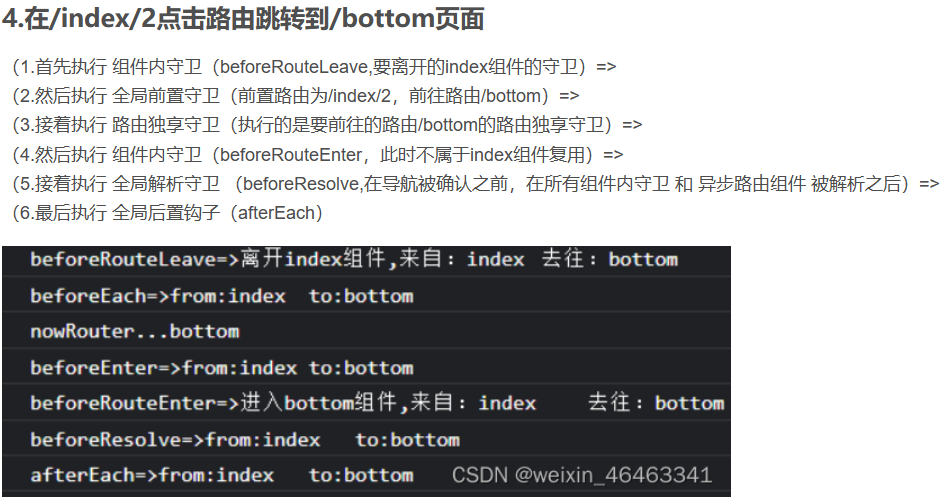 4.在/index/2点击路由跳转到/bottom页面
（1.首先执行 组件内守卫（beforeRouteLeave,要离开的index组件的守卫）=>
（2.然后执行 全局前置守卫（前置路由为/index/2，前往路由/bottom）=>
（3.接着执行 路由独享守卫（执行的是要前往的路由/bottom的路由独享守卫）=>
（4.然后执行 组件内守卫（beforeRouteEnter，此时不属于index组件复用）=>
（5.接着执行 全局解析守卫 （beforeResolve,在导航被确认之前，在所有组件内守卫 和 异步路由组件 被解析之后）=>
（6.最后执行 全局后置钩子（afterEach）
beforeRouteLeave=>离开index组件,来自：index 去往：bottom
beforeEach=>from:index to:bottom
nowRouter...bottom
beforeEnter=>from:index to:bottom
beforeRouteEnter=>进入bottom组件,来自：index 去往：bottom
beforeResolve=>from:index to:bottom
afterEach=>from:index to:bottom CSDN @weixin_46463341